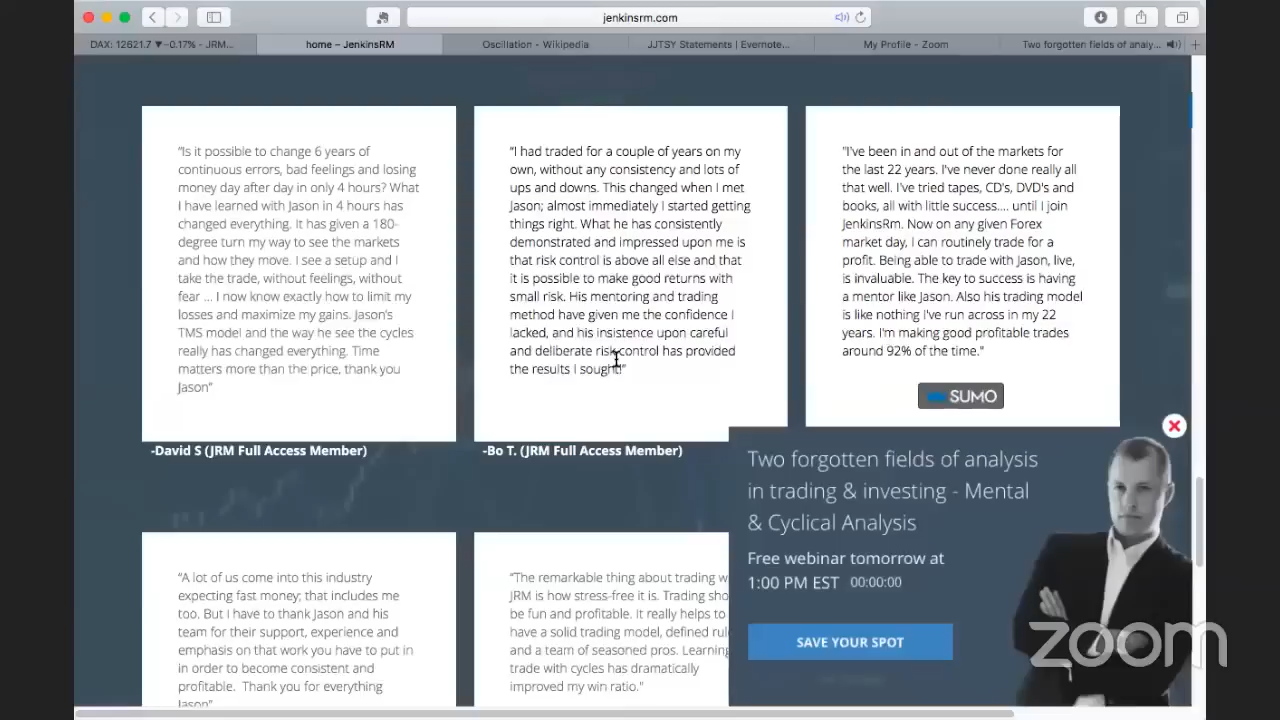 jenkinsrm.com
DAX: 12621.7 ▼-0.17% - JRM...
home – JenkinsRM
Oscillation - Wikipedia
JJTSY Statements | Evernote...
My Profile - Zoom
Two forgotten fields of analy...
"Is it possible to change 6 years of
continuous errors, bad feelings and losing
money day after day in only 4 hours? What
I have learned with Jason in 4 hours has
changed everything. It has given a 180-
degree turn my way to see the markets
and how they move. I see a setup and I
take the trade, without feelings, without
fear ... I now know exactly how to limit my
losses and maximize my gains. Jason's
TMS model and the way he see the cycles
really has changed everything. Time
matters more than the price, thank you
Jason"
-David S (JRM Full Access Member)
"I had traded for a couple of years on my
own, without any consistency and lots of
ups and downs. This changed when I met
Jason; almost immediately I started getting
things right. What he has consistently
demonstrated and impressed upon me is
that risk control is above all else and that
it is possible to make good returns with
small risk. His mentoring and trading
method have given me the confidence I
lacked, and his insistence upon careful
and deliberate risk control has provided
the results I sought!"
-Bo T. (JRM Full Access Member)
"I've been in and out of the markets for
the last 22 years. I've never done really all
that well. I've tried tapes, CD's, DVD's and
books, all with little success.... until I join
JenkinsRm. Now on any given Forex
market day, I can routinely trade for a
profit. Being able to trade with Jason, live,
is invaluable. The key to success is having
a mentor like Jason. Also his trading model
is like nothing I've run across in my 22
years. I'm making good profitable trades
around 92% of the time."
SUMO
"A lot of us come into this industry
expecting fast money; that includes me
too. But I have to thank Jason and his
team for their support, experience and
emphasis on that work you have to put in
in order to become consistent and
profitable. Thank you for everything
Jason"
"The remarkable thing about trading w
JRM is how stress-free it is. Trading sho
be fun and profitable. It really helps to
have a solid trading model, defined rul
and a team of seasoned pros. Learning
trade with cycles has dramatically
improved my win ratio."
Two forgotten fields of analysis
in trading & investing - Mental
& Cyclical Analysis
Free webinar tomorrow at
1:00 PM EST 00:00:00
SAVE YOUR SPOT
zoom